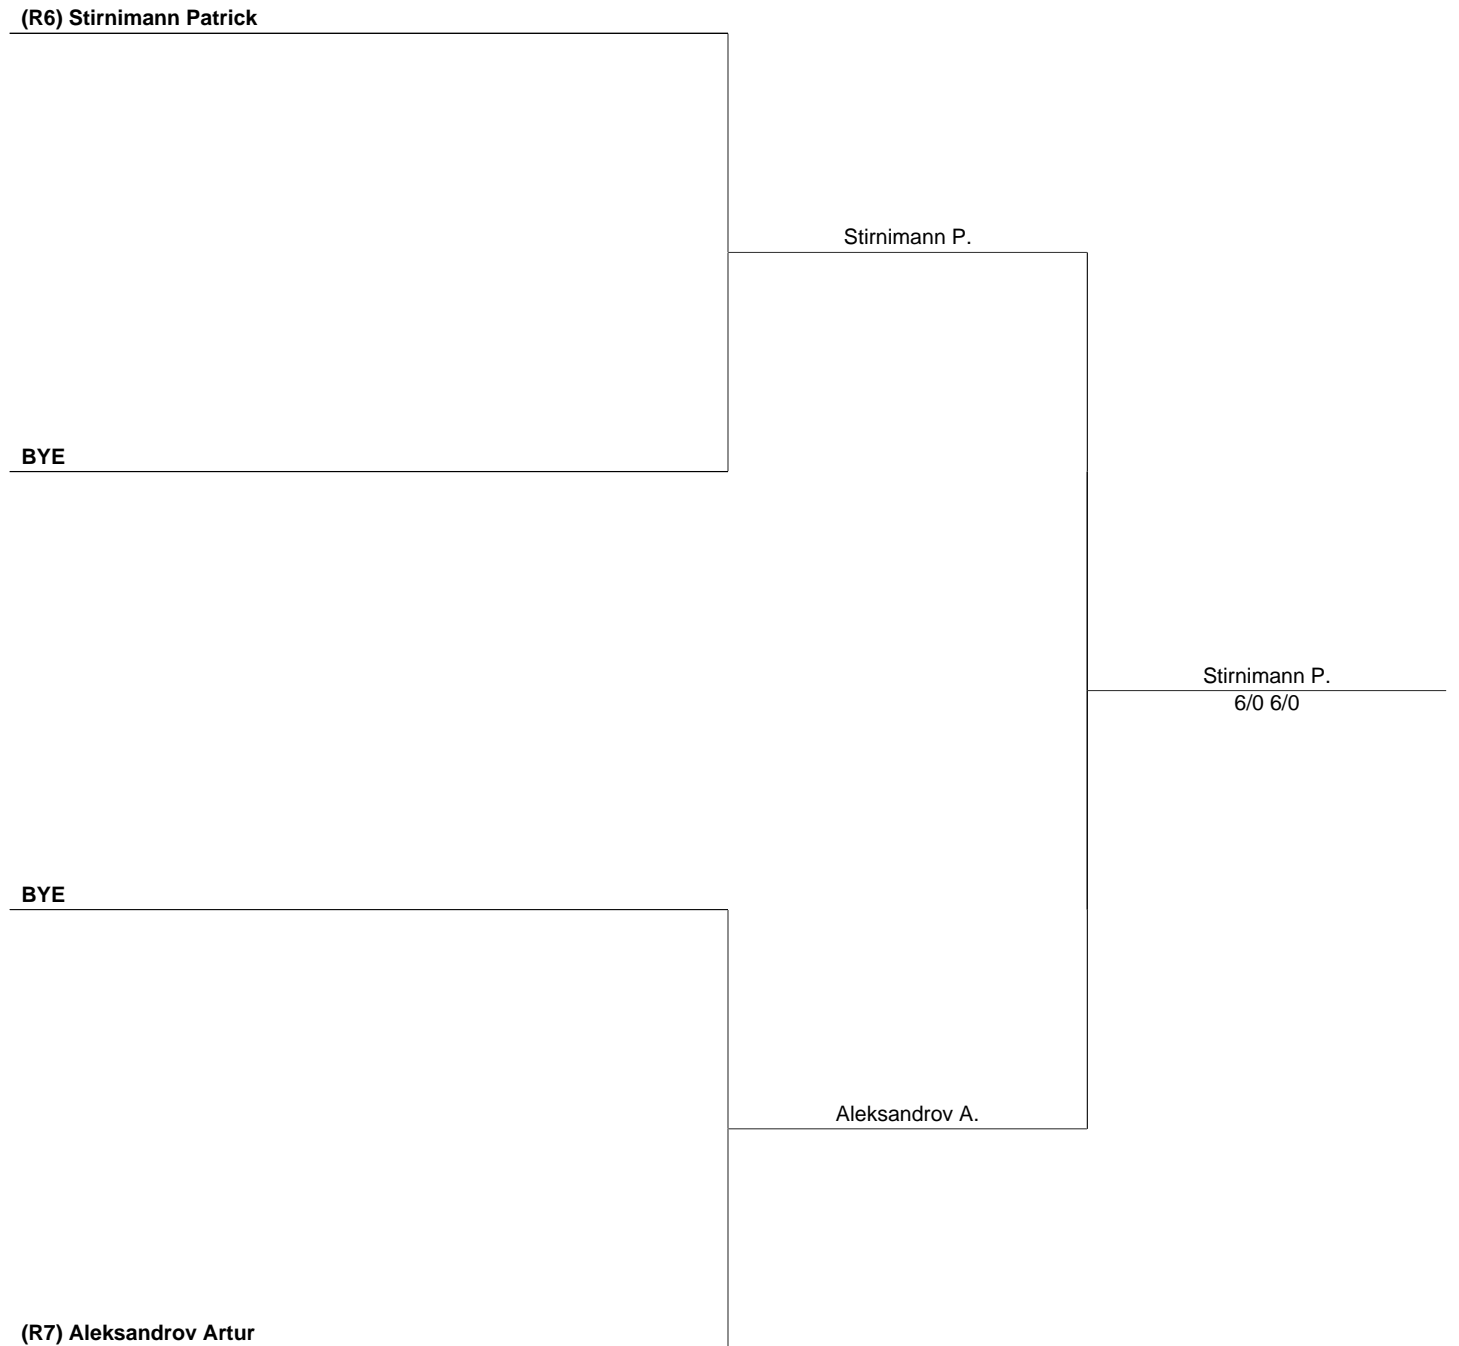 (R6) Stirnimann Patrick
Stirnimann P.
BYE
Stirnimann P.
6/0 6/0
BYE
Aleksandrov A.
(R7) Aleksandrov Artur